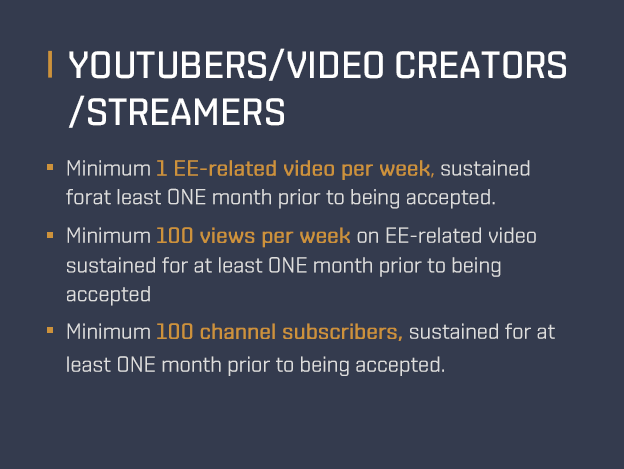 YOUTUBERS/VIDEO CREATORS
/STREAMERS
Minimum 1 EE-related video per week, sustained
forat least ONE month prior to being accepted.
Minimum 100 views per week on EE-related video
sustained for at least ONE month prior to being
accepted
Minimum 100 channel subscribers, sustained for at
least ONE month prior to being accepted.